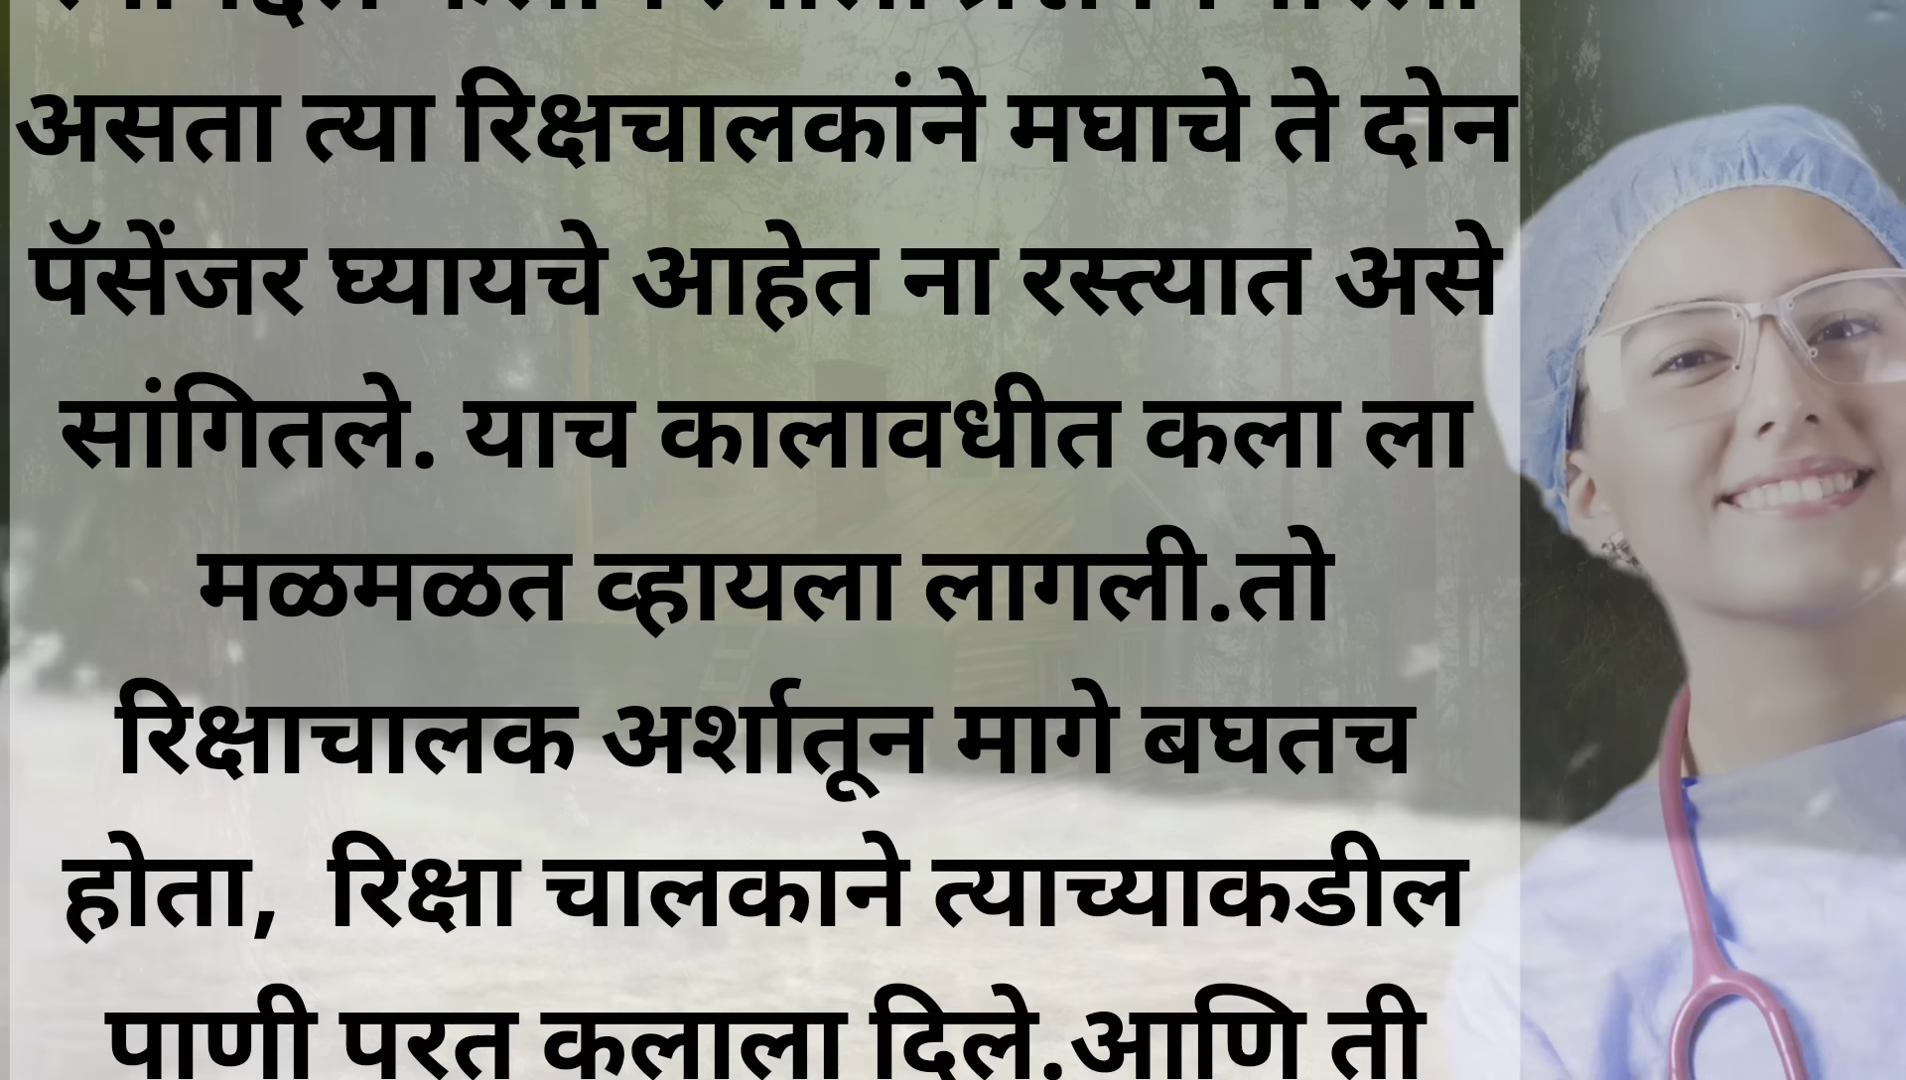 असता त्या रिक्षचालकांने मघाचे ते दोन
पॅसेंजर घ्यायचे आहेत ना रस्त्यात असे
सांगितले. याच कालावधीत कला ला
मळमळत व्हायला लागली.तो
रिक्षाचालक अर्शातून मागे बघतच
होता,  रिक्षा चालकाने त्याच्याकडील
पाणी परत कलाला दिले.आणि ती